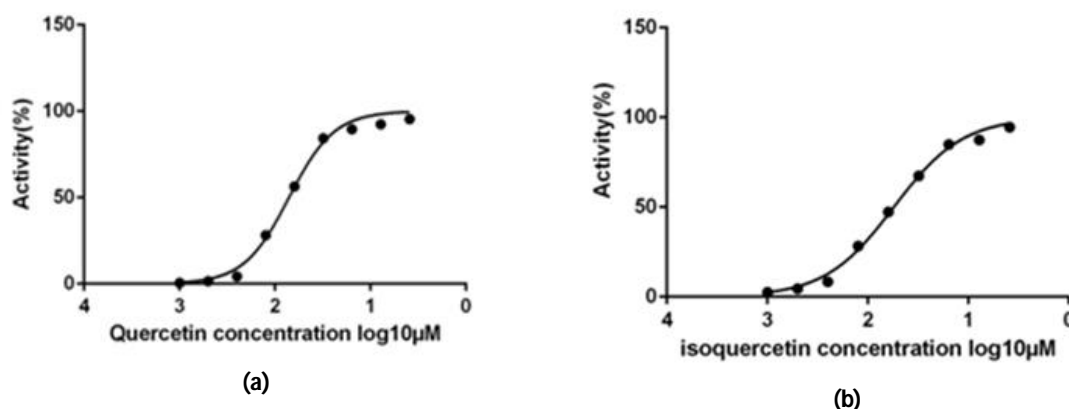 150
100
50
0
Activity(%)
4 3 2 1 0
Quercetin concentration log10µM
(a)
150
100
50
0
Activity(%)
4 3 2 1 0
isoquercetin concentration log10µM
(b)